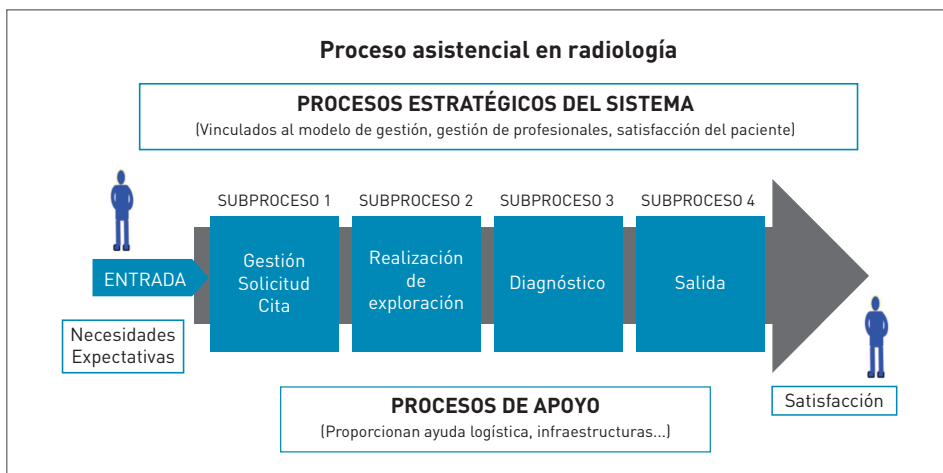 Proceso asistencial en radiología
PROCESOS ESTRATÉGICOS DEL SISTEMA
(Vinculados al modelo de gestión, gestión de profesionales, satisfacción del paciente)
SUBPROCESO 1
SUBPROCESO 2
SUBPROCESO 3
SUBPROCESO 4
ENTRADA
Gestión
Solicitud
Cita
Realización
de
exploración
Diagnóstico
Salida
Necesidades
Expectativas
Satisfacción
PROCESOS DE APOYO
(Proporcionan ayuda logística, infraestructuras...)